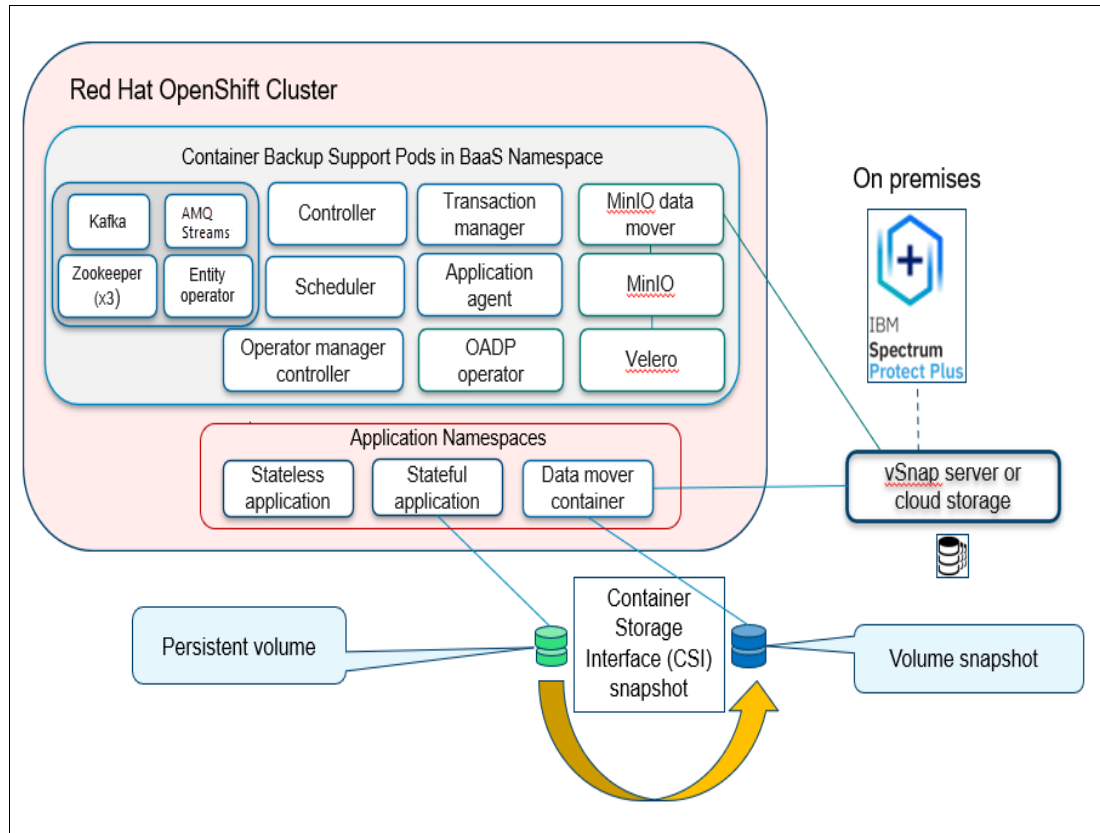 Red Hat OpenShift Cluster
Container Backup Support Pods in BaaS Namespace
Kafka
AMQ
Streams
Zookeeper
(x3)
Entity
operator
Controller
Scheduler
Operator manager
controller
Transaction
manager
Application
agent
OADP
operator
MinIO data
mover
MinIO
Velero
Application Namespaces
Stateless
application
Stateful
application
Data mover
container
On premises
IBM
Spectrum
Protect Plus
vSnap server or
cloud storage
Persistent volume
Container
Storage
Interface (CSI)
snapshot
Volume snapshot